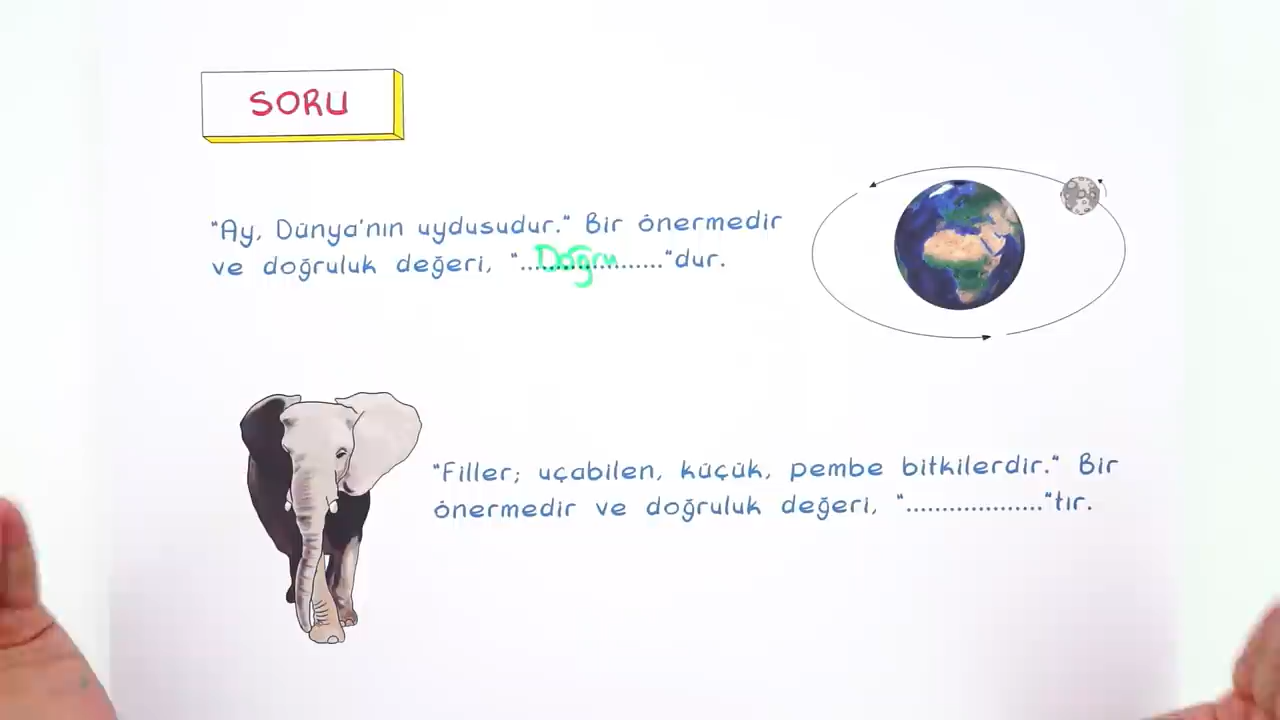 SORU
"Ay, Dünya'nın uydusudur." Bir önermedir
ve doğruluk değeri, "...Doğru..."dur.
"Filler; uçabilen, küçük, pembe bitkilerdir." Bir
önermedir ve doğruluk değeri, "..................."tır.